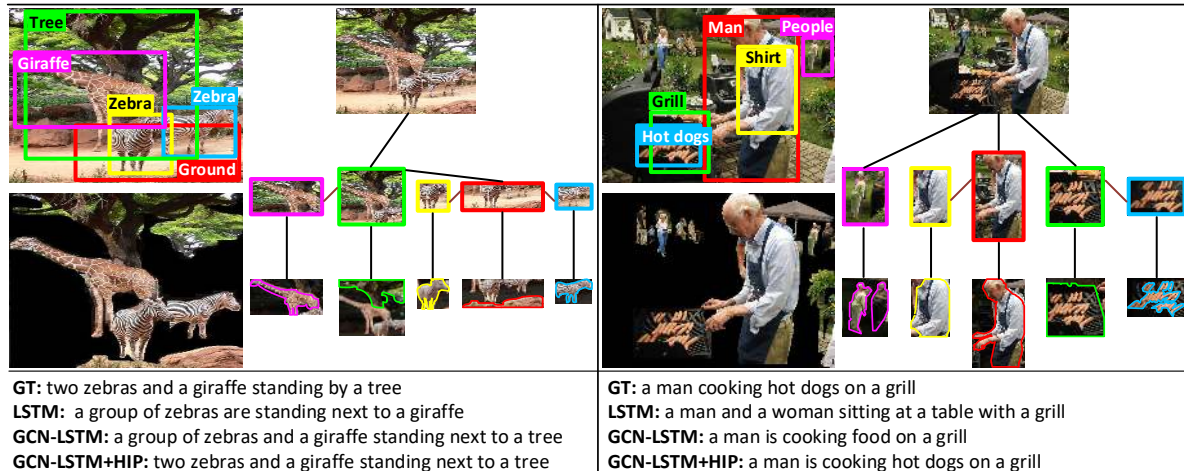 Tree
Giraffe
Zebra
Zebra
Ground
Man
People
Shirt
Grill
Hot dogs
GT: two zebras and a giraffe standing by a tree
LSTM: a group of zebras are standing next to a giraffe
GCN-LSTM: a group of zebras and a giraffe standing next to a tree
GCN-LSTM+HIP: two zebras and a giraffe standing next to a tree
GT: a man cooking hot dogs on a grill
LSTM: a man and a woman sitting at a table with a grill
GCN-LSTM: a man is cooking food on a grill
GCN-LSTM+HIP: a man is cooking hot dogs on a grill